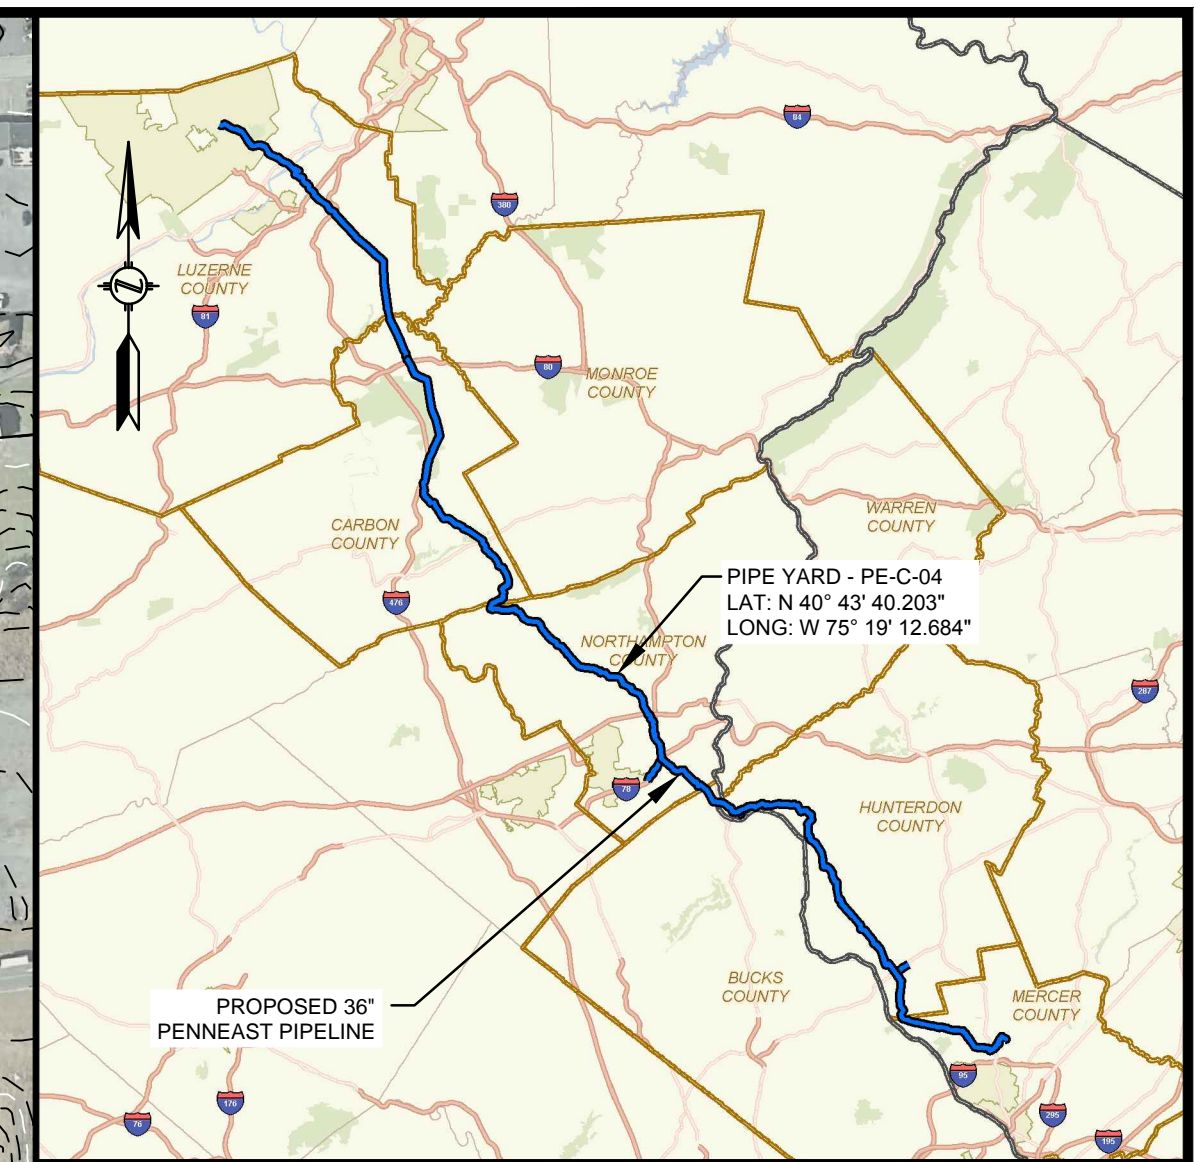 84
380
LUZERNE
COUNTY
81
80
MONROE
COUNTY
WARREN
COUNTY
CARBON
COUNTY
PIPE YARD - PE-C-04
LAT: N 40° 43' 40.203"
LONG: W 75° 19' 12.684"
476
NORTHAMPTON
COUNTY
287
78
HUNTERDON
COUNTY
BUCKS
COUNTY
MERCER
COUNTY
PROPOSED 36"
PENNEAST PIPELINE
95
176
76
295
195
N